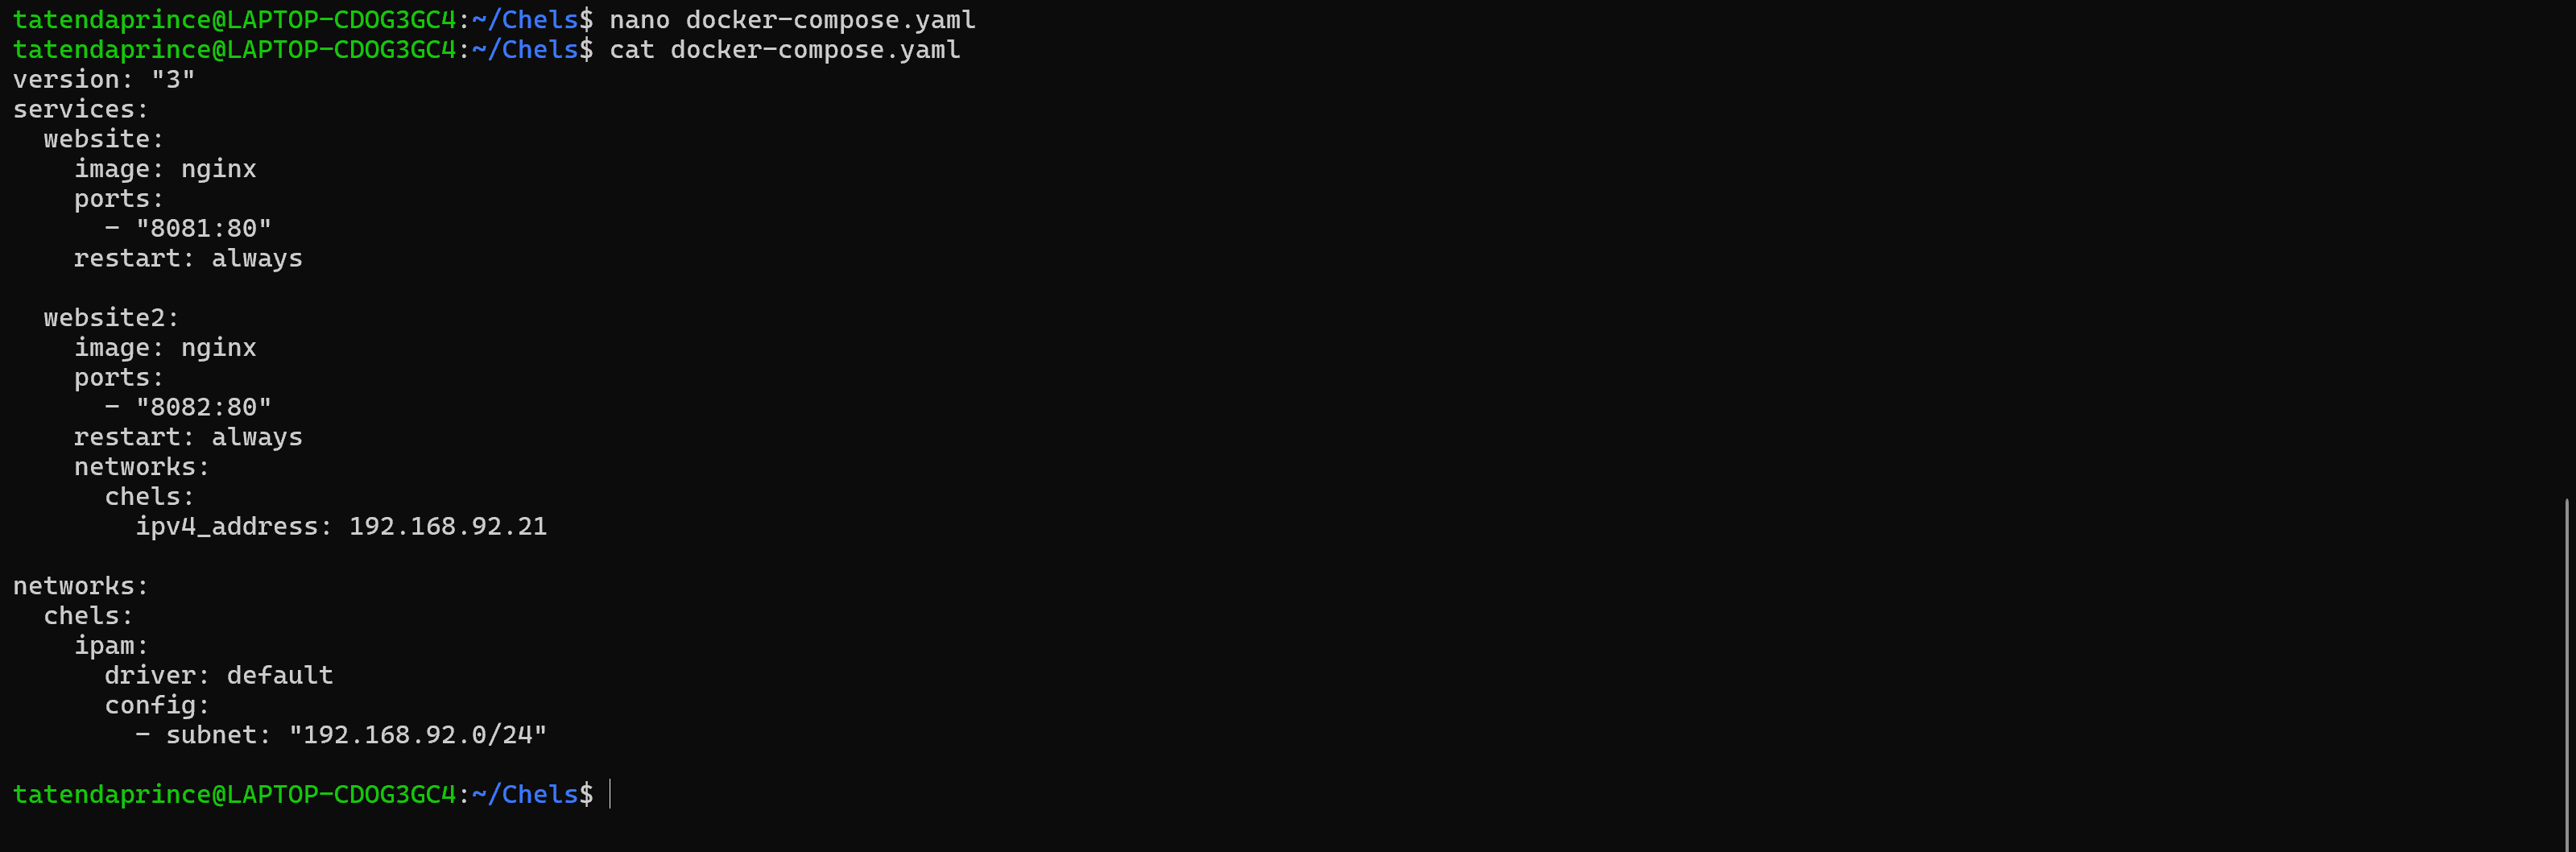 tatendaprince@LAPTOP-CDOG3GC4:~/Chels$ nano docker-compose.yaml
tatendaprince@LAPTOP-CDOG3GC4:~/Chels$ cat docker-compose.yaml
version: "3"
services:
  website:
    image: nginx
    ports:
      - "8081:80"
    restart: always

  website2:
    image: nginx
    ports:
      - "8082:80"
    restart: always
    networks:
      chels:
        ipv4_address: 192.168.92.21

networks:
  chels:
    ipam:
      driver: default
      config:
        - subnet: "192.168.92.0/24"

tatendaprince@LAPTOP-CDOG3GC4:~/Chels$